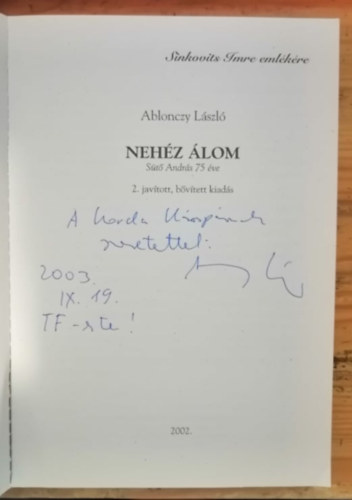 Sinkovits Imre emlékére
Ablonczy László
NEHÉZ ÁLOM
Sütő András 75 éve
2. javított, bővített kiadás
A
szeretettel:
2003.
IX. 19.
TF-re!
2002.